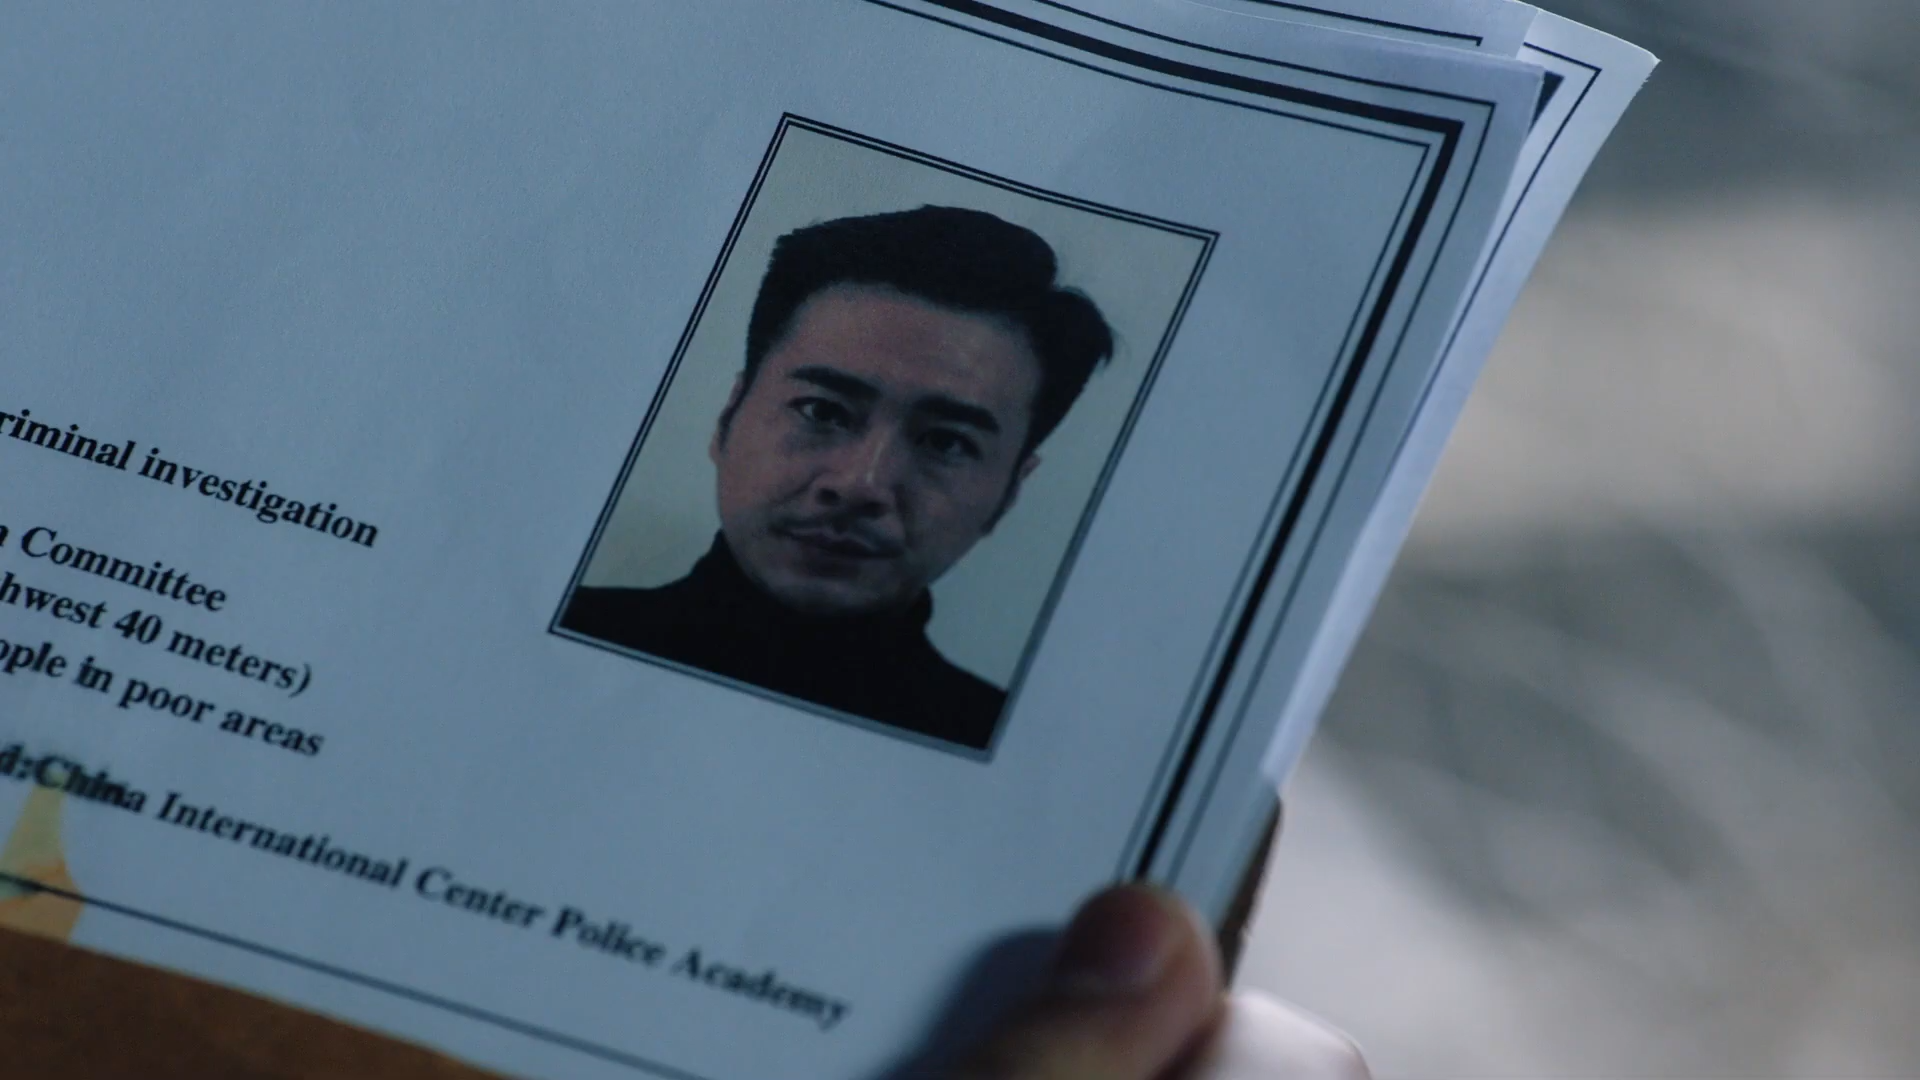 riminal investigation
n Committee
hwest 40 meters)
ople in poor areas
d:China International Center Police Academy